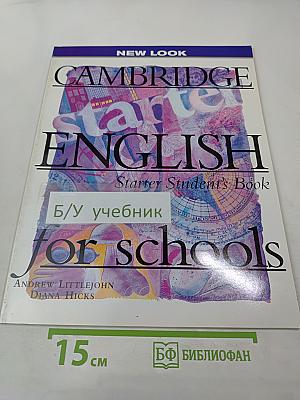 NEW LOOK
CAMBRIDGE
starter
ENGLISH
Starter Student's Book
Б/У учебник
for schools
ANDREW LITTLEJOHN
DIANA HICKS
15 см
БФ БИБЛИОФАН